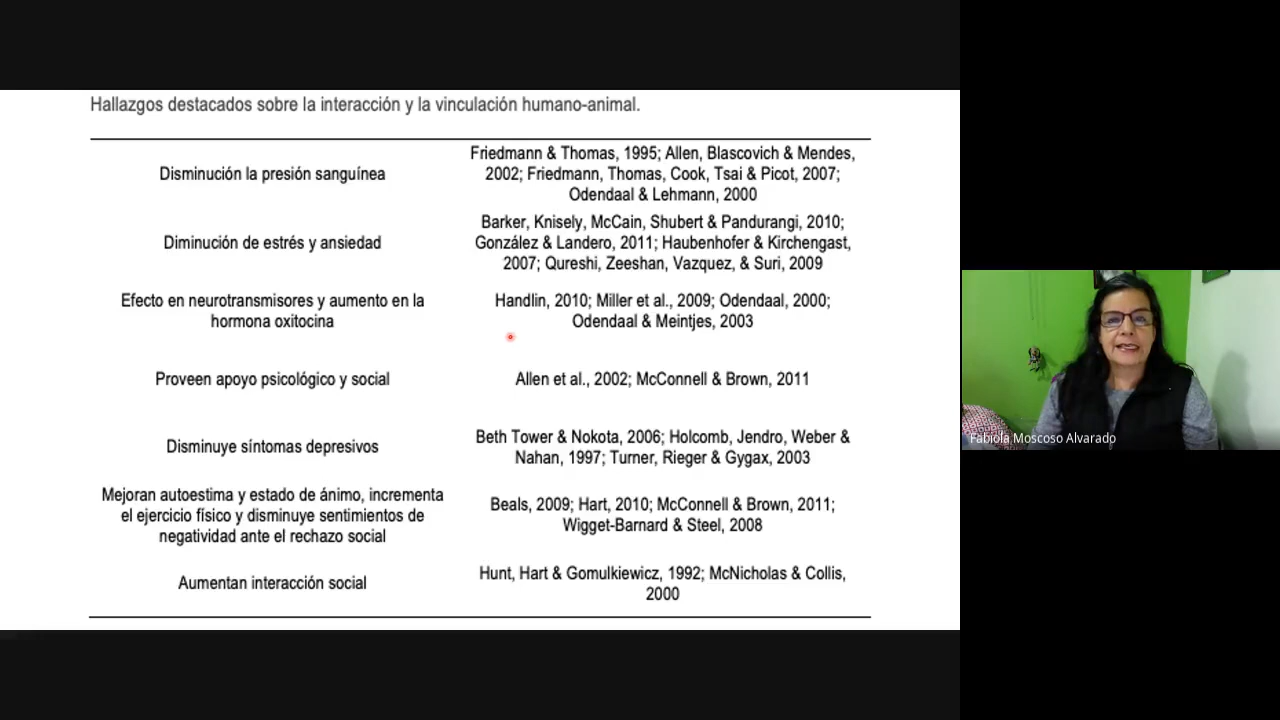 Hallazgos destacados sobre la interacción y la vinculación humano-animal.
Disminución la presión sanguínea
Friedmann & Thomas, 1995; Allen, Blascovich & Mendes,
2002; Friedmann, Thomas, Cook, Tsai & Picot, 2007;
Odendaal & Lehmann, 2000
Diminución de estrés y ansiedad
Barker, Knisely, McCain, Shubert & Pandurangi, 2010;
González & Landero, 2011; Haubenhofer & Kirchengast,
2007; Qureshi, Zeeshan, Vazquez, & Suri, 2009
Efecto en neurotransmisores y aumento en la
hormona oxitocina
Handlin, 2010; Miller et al., 2009; Odendaal, 2000;
Odendaal & Meintjes, 2003
Proveen apoyo psicológico y social
Allen et al., 2002; McConnell & Brown, 2011
Disminuye síntomas depresivos
Beth Tower & Nokota, 2006; Holcomb, Jendro, Weber &
Nahan, 1997; Turner, Rieger & Gygax, 2003
Mejoran autoestima y estado de ánimo, incrementa
el ejercicio físico y disminuye sentimientos de
negatividad ante el rechazo social
Beals, 2009; Hart, 2010; McConnell & Brown, 2011;
Wigget-Barnard & Steel, 2008
Aumentan interacción social
Hunt, Hart & Gomulkiewicz, 1992; McNicholas & Collis,
2000
Fabiola Moscoso Alvarado